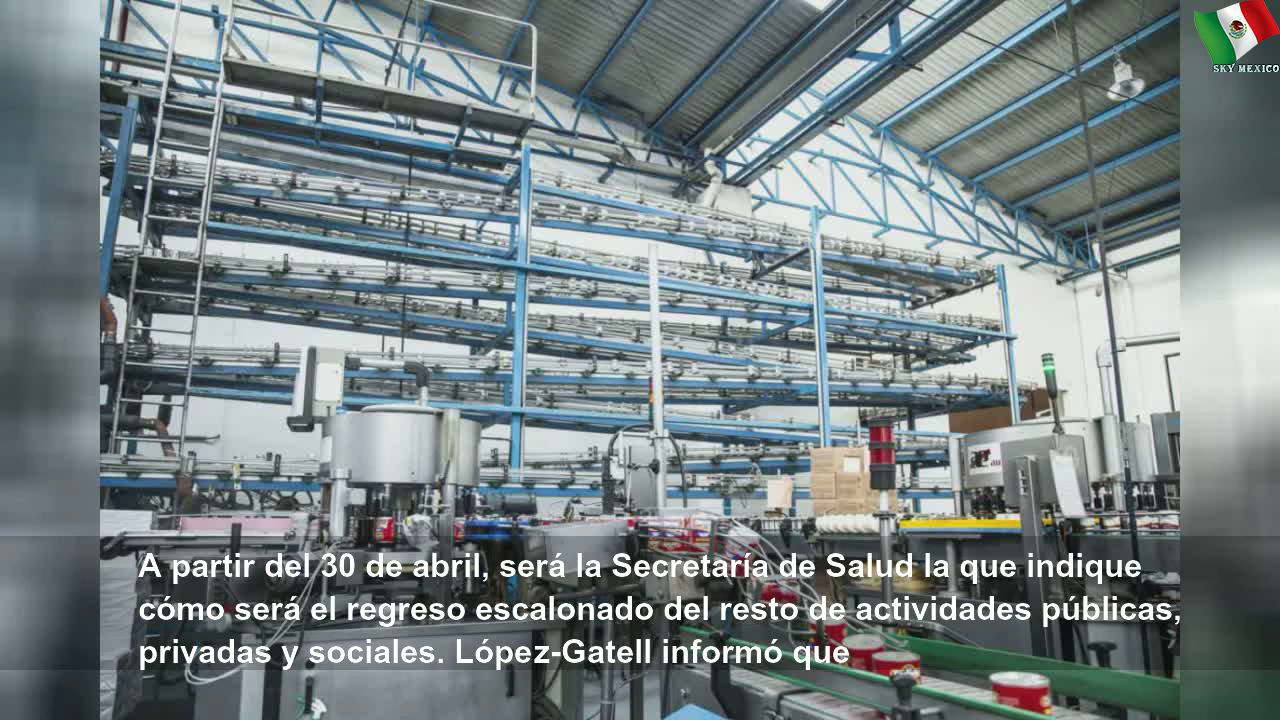 SKY MEXICO
A partir del 30 de abril, será la Secretaría de Salud la que indique
cómo será el regreso escalonado del resto de actividades públicas,
privadas y sociales. López-Gatell informó que